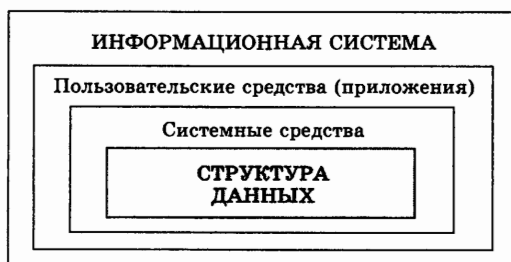 ИНФОРМАЦИОННАЯ СИСТЕМА
Пользовательские средства (приложения)
Системные средства
СТРУКТУРА
ДАННЫХ